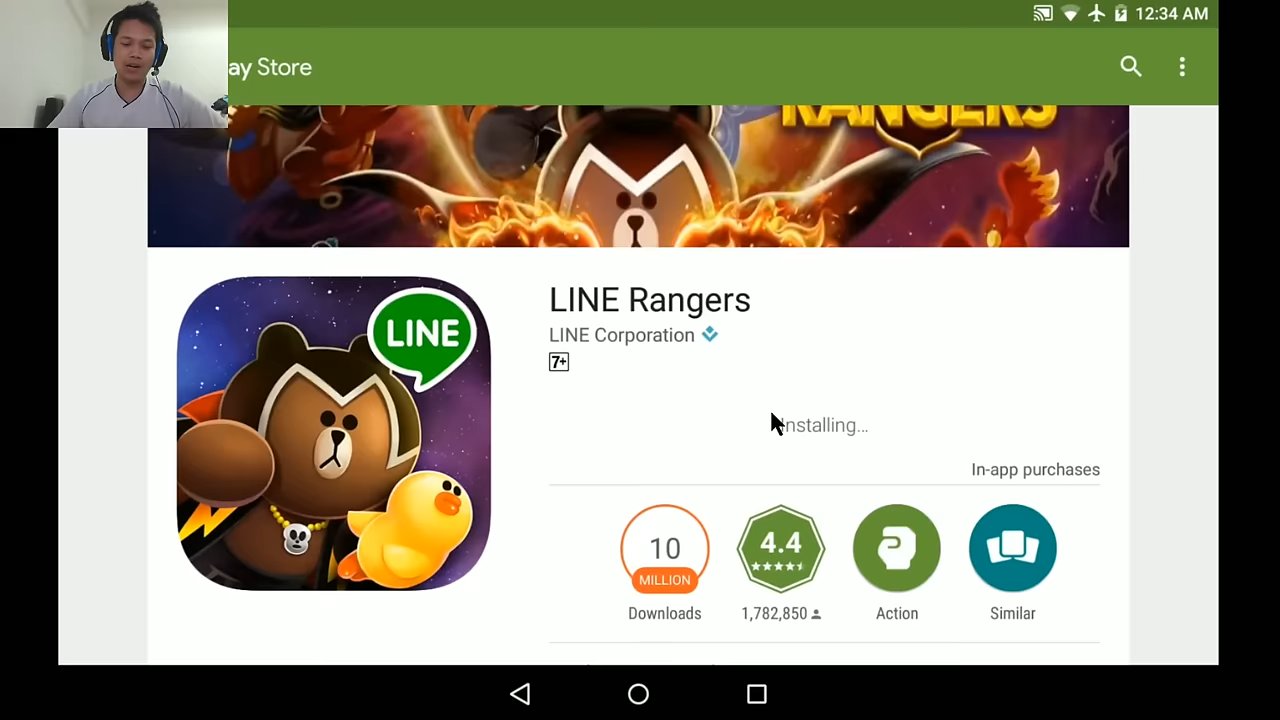 12:34 AM
ay Store
RANGERS
LINE
LINE Rangers
LINE Corporation
7+
Installing...
In-app purchases
10
MILLION
Downloads
4.4
1,782,850
Action
Similar